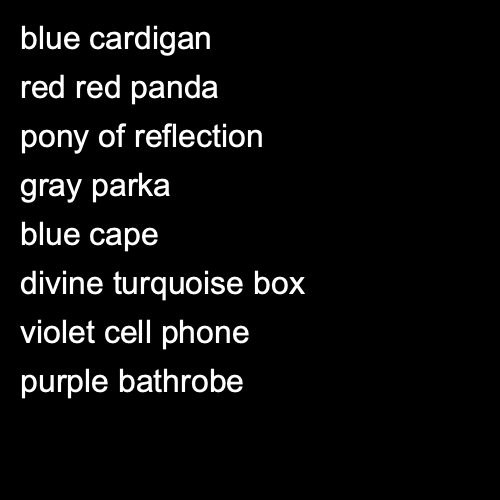 blue cardigan
red red panda
pony of reflection
gray parka
blue cape
divine turquoise box
violet cell phone
purple bathrobe